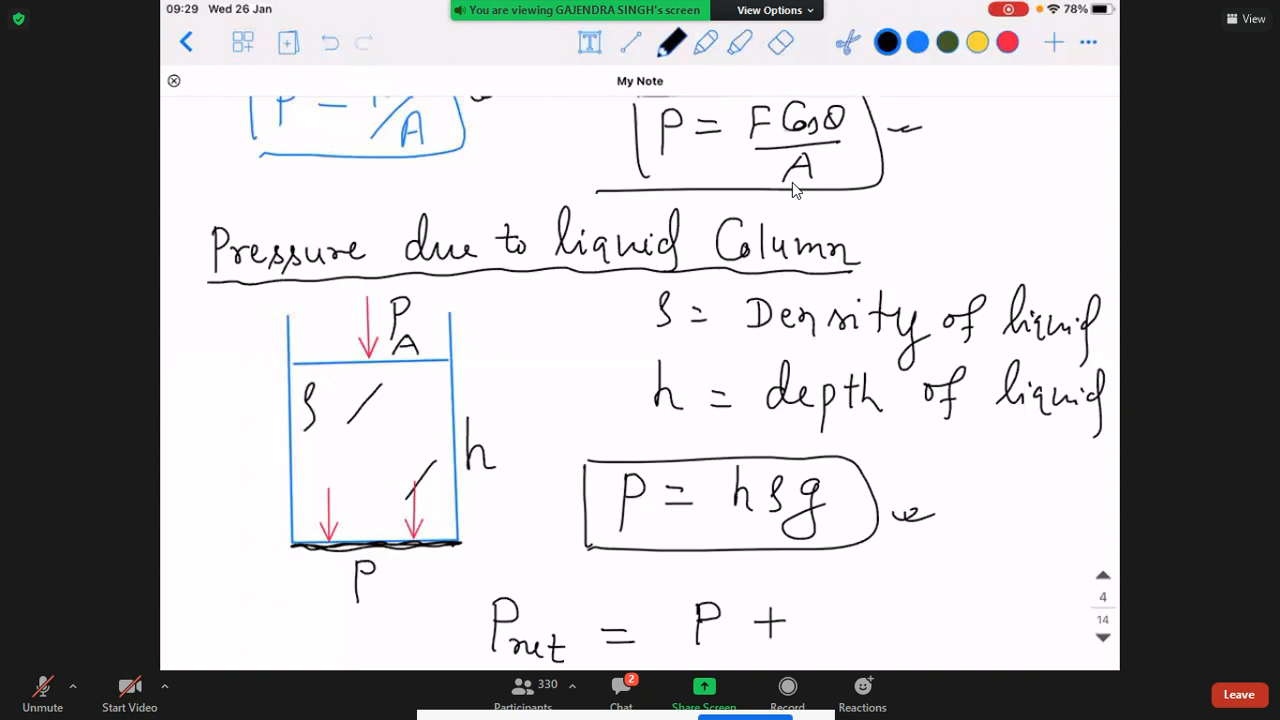 09:29 Wed 26 Jan
You are viewing GAJENDRA SINGH's screen
View Options
78%
View
My Note
P = /A
P = F Cosθ / A
Pressure due to liquid Column
P A
ρ = Density of liquid
h = depth of liquid
ρ
h
P = hρg
P
P net = P +
4
14
Unmute
Start Video
330
Participants
2
Chat
Share Screen
Record
Reactions
Leave